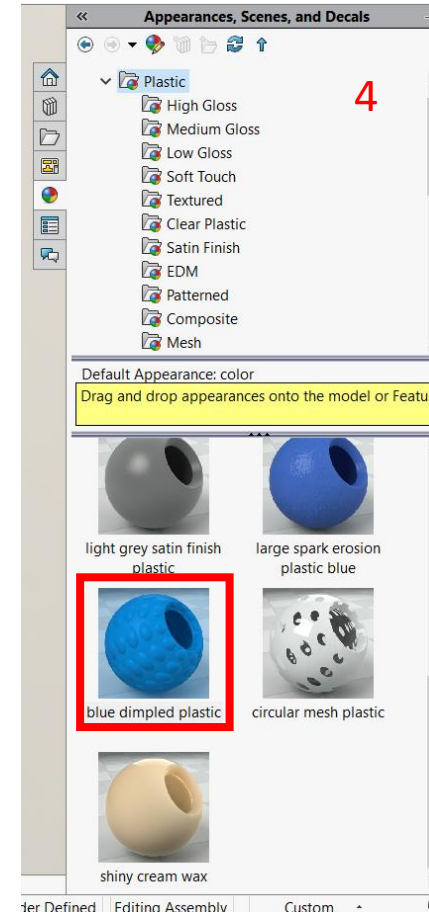 Appearances, Scenes, and Decals
4
Plastic
High Gloss
Medium Gloss
Low Gloss
Soft Touch
Textured
Clear Plastic
Satin Finish
EDM
Patterned
Composite
Mesh
Default Appearance: color
Drag and drop appearances onto the model or Featu
light grey satin finish
plastic
large spark erosion
plastic blue
blue dimpled plastic
circular mesh plastic
shiny cream wax
der Defined Editing Assembly Custom